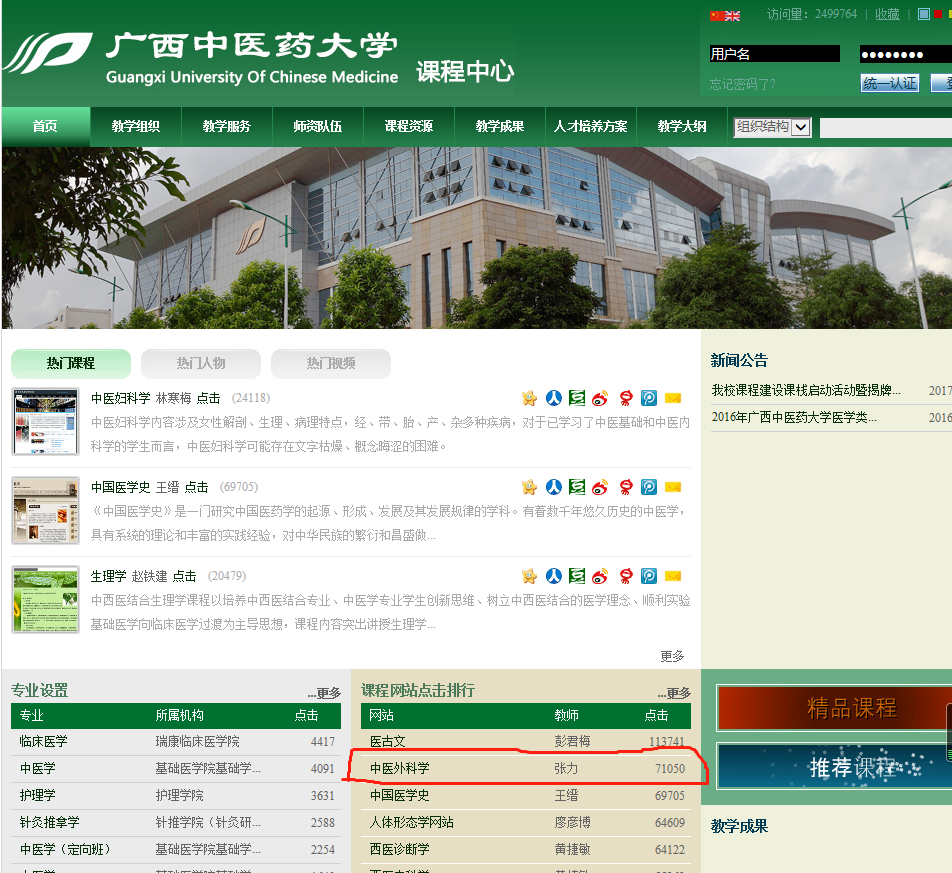 访问量: 2499764 | 收藏 |
广西中医药大学
Guangxi University Of Chinese Medicine
课程中心
用户名
忘记密码了?
统一认证
首页 教学组织 教学服务 师资队伍 课程资源 教学成果 人才培养方案 教学大纲 组织结构
热门课程 热门人物 热门视频
中医妇科学 林寒梅 点击 (24118)
中医妇科学内容涉及女性解剖、生理、病理特点，经、带、胎、产、杂多种疾病，对于已学习了中医基础和中医内
科学的学生而言，中医妇科学可能存在文字枯燥、概念晦涩的困难。
中国医学史 王缙 点击 (69705)
《中国医学史》是一门研究中国医药学的起源、形成、发展及其发展规律的学科。有着数千年悠久历史的中医学，
具有系统的理论和丰富的实践经验，对中华民族的繁衍和昌盛做...
生理学 赵铁建 点击 (20479)
中西医结合生理学课程以培养中西医结合专业、中医学专业学生创新思维、树立中西医结合的医学理念、顺利实验
基础医学向临床医学过渡为主导思想，课程内容突出讲授生理学...
更多
新闻公告
我校课程建设课栈启动活动暨揭牌... 2017
2016年广西中医药大学医学类... 2016
专业设置 ...更多
专业 所属机构 点击
临床医学 瑞康临床医学院 4417
中医学 基础医学院基础学... 4091
护理学 护理学院 3631
针灸推拿学 针推学院（针灸研... 2588
中医学（定向班） 基础医学院基础学... 2254
课程网站点击排行 ...更多
网站 教师 点击
医古文 彭君梅 113741
中医外科学 张力 71050
中国医学史 王缙 69705
人体形态学网站 廖彦博 64609
西医诊断学 黄捷敏 64122
精品课程
推荐课程
教学成果